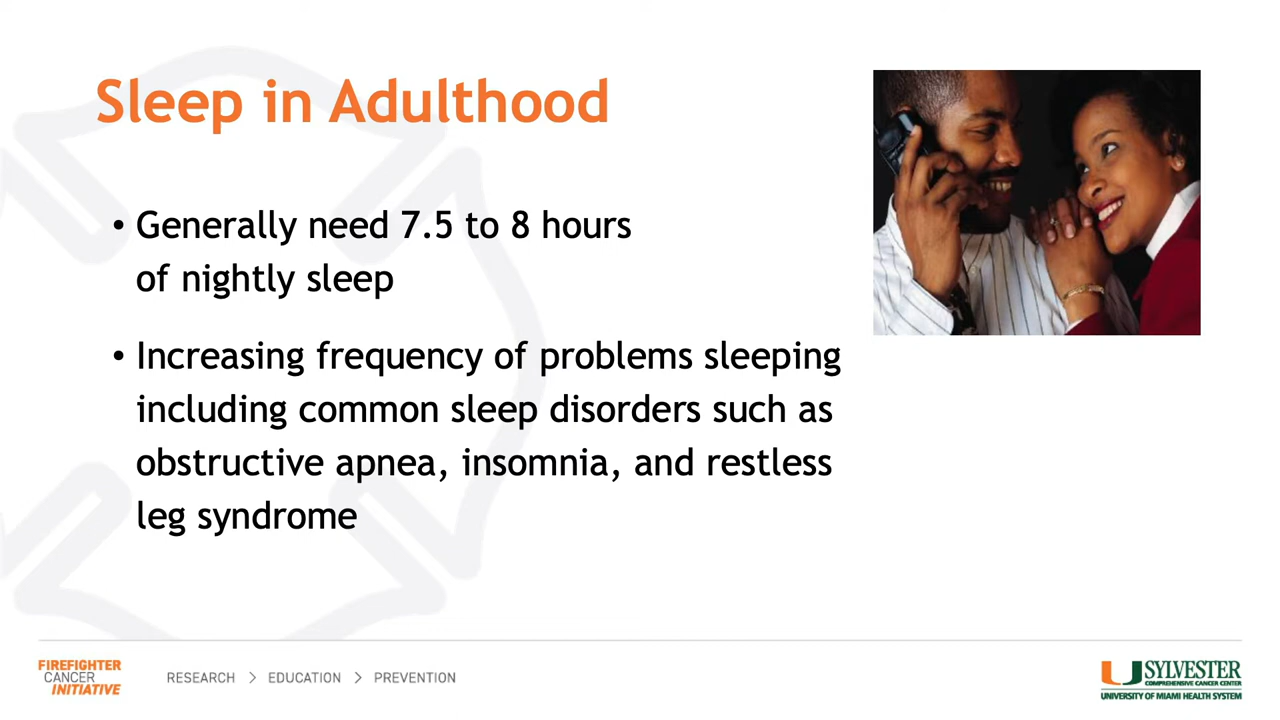 Sleep in Adulthood
• Generally need 7.5 to 8 hours
of nightly sleep
• Increasing frequency of problems sleeping
including common sleep disorders such as
obstructive apnea, insomnia, and restless
leg syndrome
FIREFIGHTER
CANCER
INITIATIVE
RESEARCH > EDUCATION > PREVENTION
SYLVESTER
COMPREHENSIVE CANCER CENTER
UNIVERSITY OF MIAMI HEALTH SYSTEM